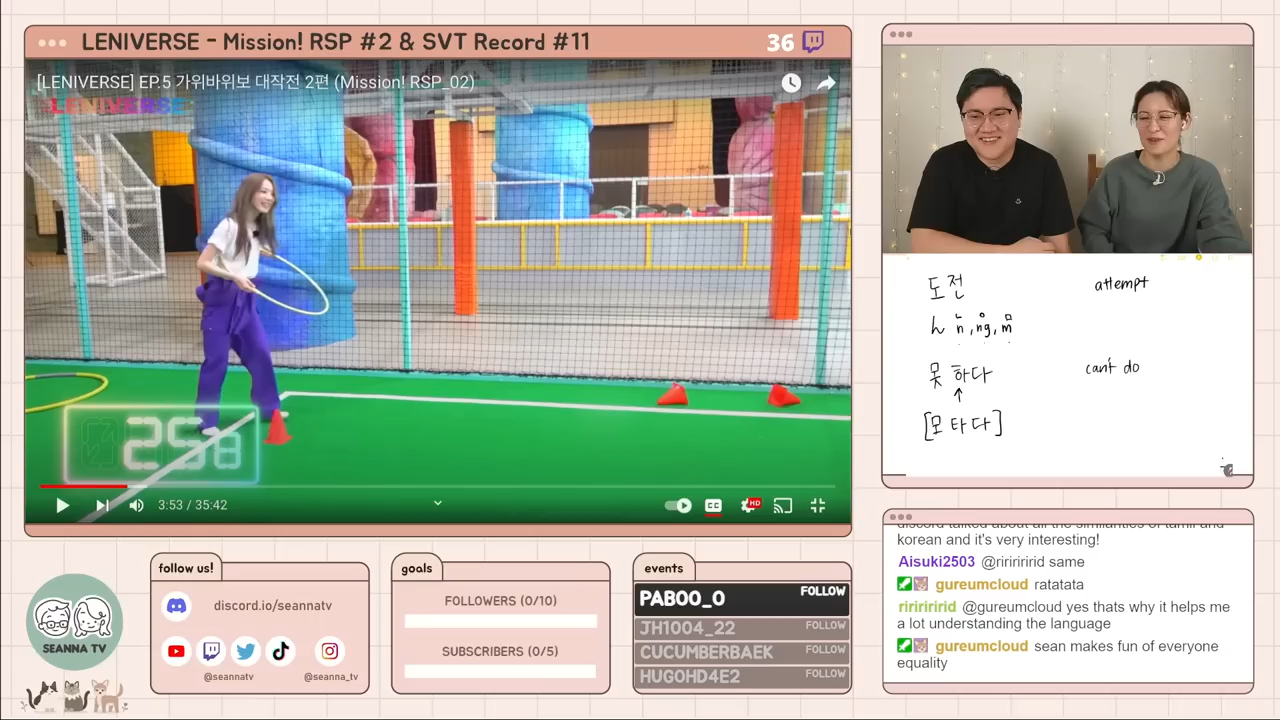 LENIVERSE - Mission! RSP #2 & SVT Record #11
36
[LENIVERSE] EP.5 가위바위보 대작전 2편 (Mission! RSP_02)
LENIVERSE
258
3:53 / 35:42
CC
HD
도전 attempt
ㄴ n, ㅇ ng, ㅁ m
못 하다 can't do
[모 타 다]
discord talked about all the similarities of tamil and
korean and it's very interesting!
Aisuki2503 @riririririd same
gureumcloud ratatata
riririririd @gureumcloud yes thats why it helps me
a lot understanding the language
gureumcloud sean makes fun of everyone
equality
SEANNA TV
follow us!
discord.io/seannatv
@seannatv
@seanna_tv
goals
FOLLOWERS (0/10)
SUBSCRIBERS (0/5)
events
PABOO_0 FOLLOW
JH1004_22 FOLLOW
CUCUMBERBAEK FOLLOW
HUGOHD4E2 FOLLOW